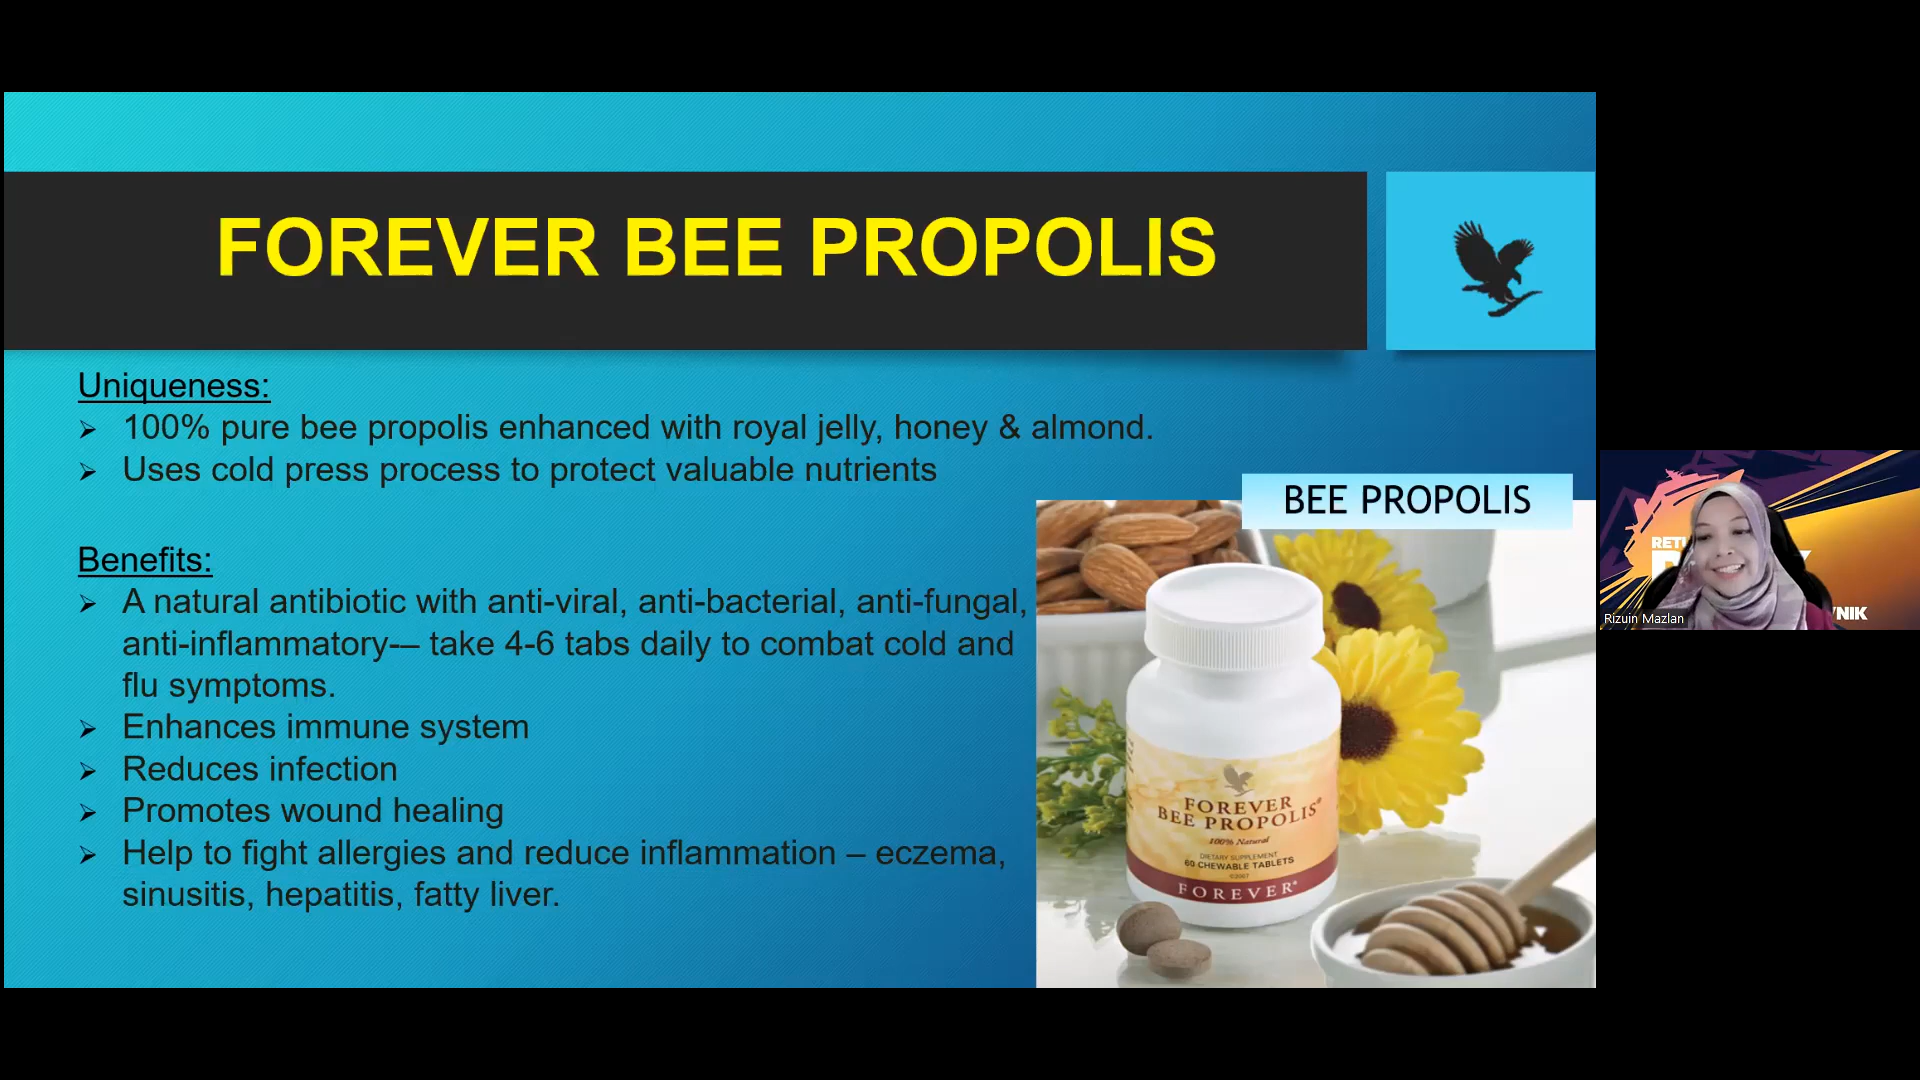 FOREVER BEE PROPOLIS
Uniqueness:
➢ 100% pure bee propolis enhanced with royal jelly, honey & almond.
➢ Uses cold press process to protect valuable nutrients
BEE PROPOLIS
Benefits:
➢ A natural antibiotic with anti-viral, anti-bacterial, anti-fungal,
anti-inflammatory-– take 4-6 tabs daily to combat cold and
flu symptoms.
➢ Enhances immune system
➢ Reduces infection
➢ Promotes wound healing
➢ Help to fight allergies and reduce inflammation – eczema,
sinusitis, hepatitis, fatty liver.
FOREVER
BEE PROPOLIS®
100% Natural
DIETARY SUPPLEMENT
60 CHEWABLE TABLETS
©2007
FOREVER®
Rizuin Mazlan